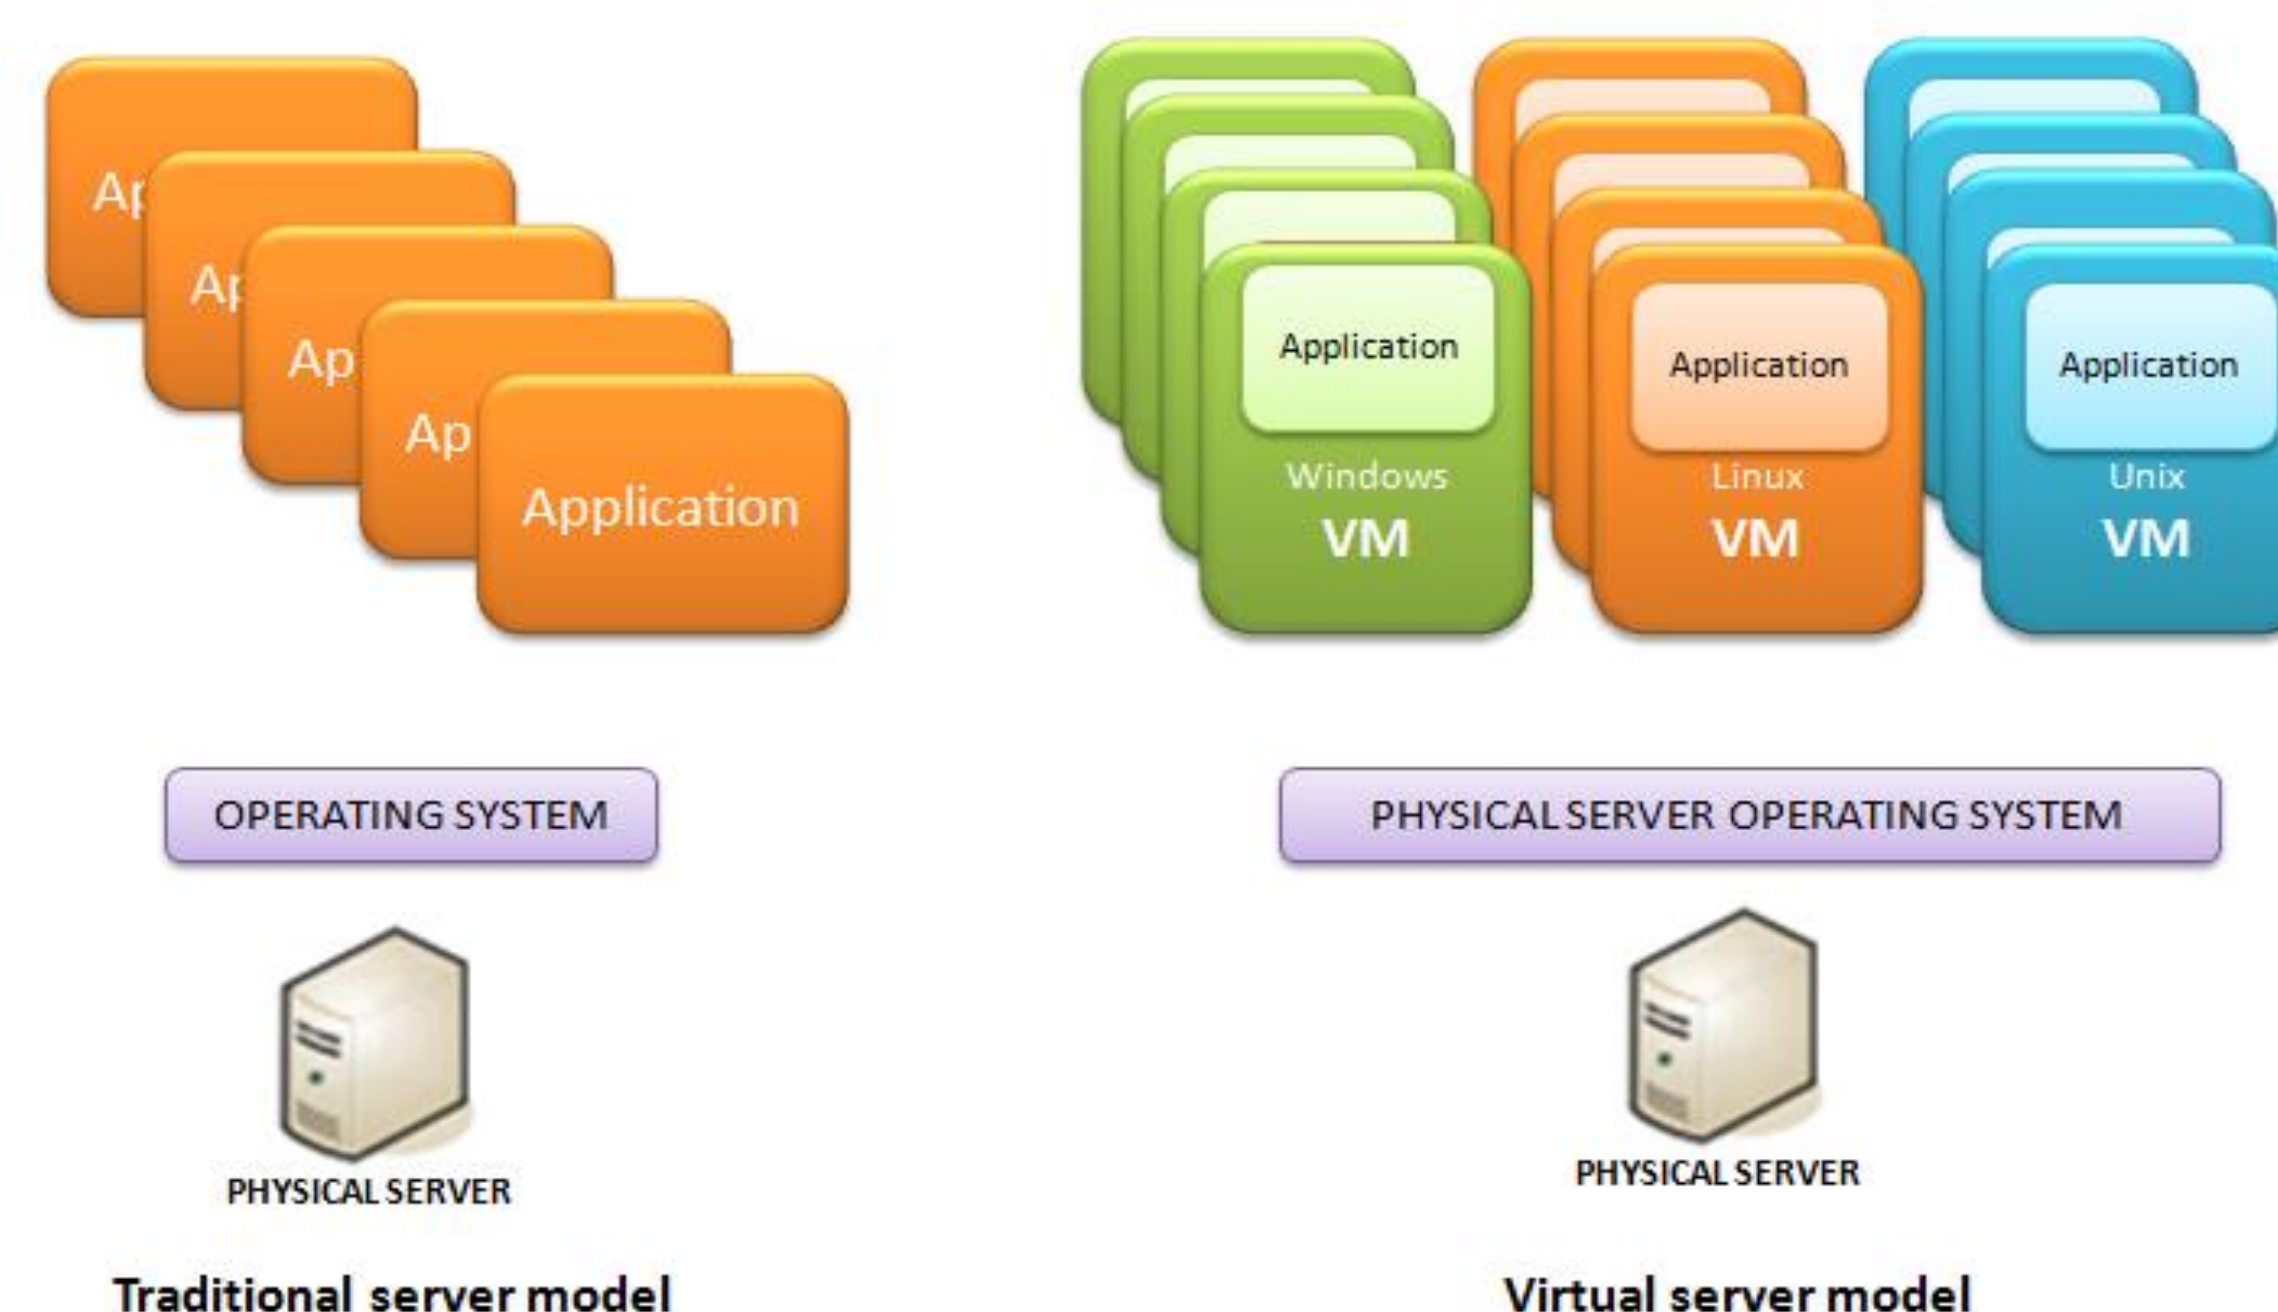 Ap
Ap
Ap
Ap
Application
OPERATING SYSTEM
PHYSICAL SERVER
Traditional server model
Application
Windows
VM
Application
Linux
VM
Application
Unix
VM
PHYSICAL SERVER OPERATING SYSTEM
PHYSICAL SERVER
Virtual server model